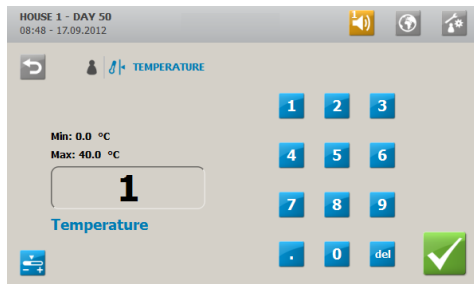 HOUSE 1 - DAY 50
08:48 - 17.09.2012
1
TEMPERATURE
Min: 0.0 °C
Max: 40.0 °C
1
Temperature
1 2 3
4 5 6
7 8 9
. 0 del